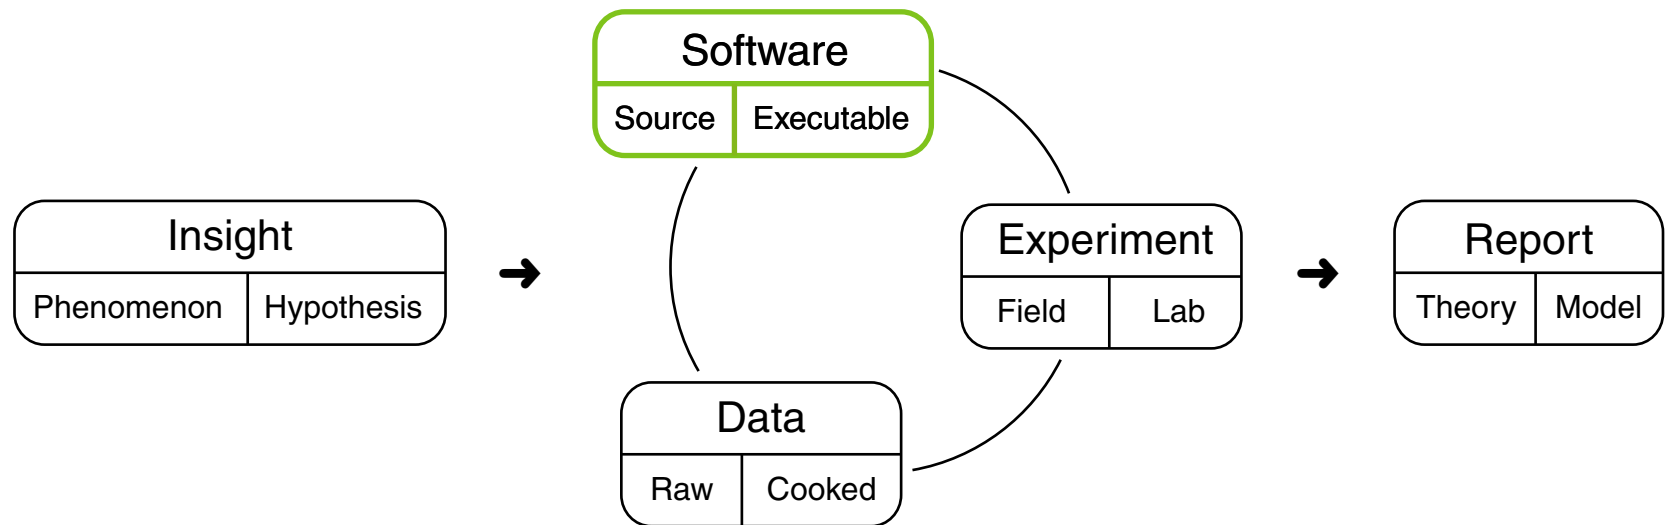 Software
Source Executable
Insight
Phenomenon Hypothesis
Experiment
Field Lab
Report
Theory Model
Data
Raw Cooked